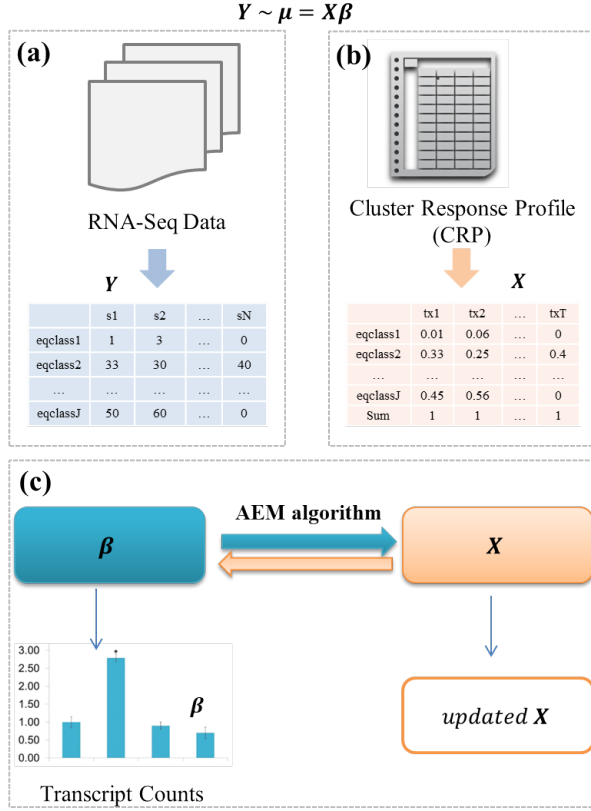 Y ~ μ = Xβ
(a)
RNA-Seq Data
Y
s1 s2 … sN
eqclass1 1 3 … 0
eqclass2 33 30 … 40
… … … … …
eqclassJ 50 60 … 0
(b)
Cluster Response Profile
(CRP)
X
tx1 tx2 … txT
eqclass1 0.01 0.06 … 0
eqclass2 0.33 0.25 … 0.4
… … … … …
eqclassJ 0.45 0.56 … 0
Sum 1 1 … 1
(c)
AEM algorithm
β
X
3.00
2.50
2.00
1.50
1.00
0.50
0.00
*
β
Transcript Counts
updated X